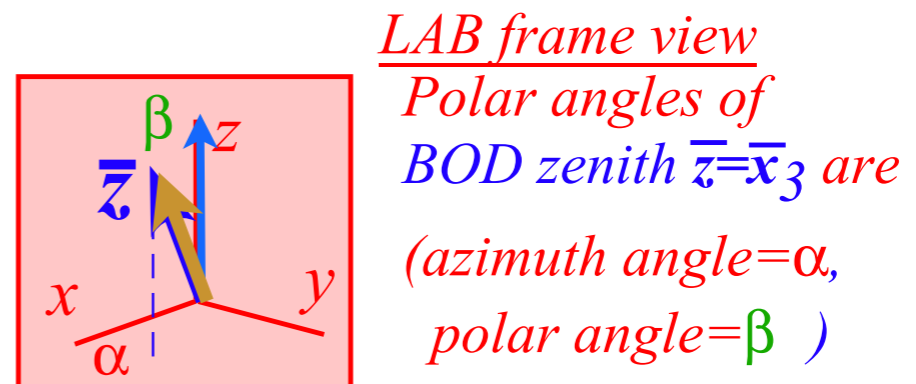 LAB frame view
Polar angles of
BOD zenith z̅=x̅₃ are
(azimuth angle=α,
polar angle=β )
β
z
z̅
x
y
α